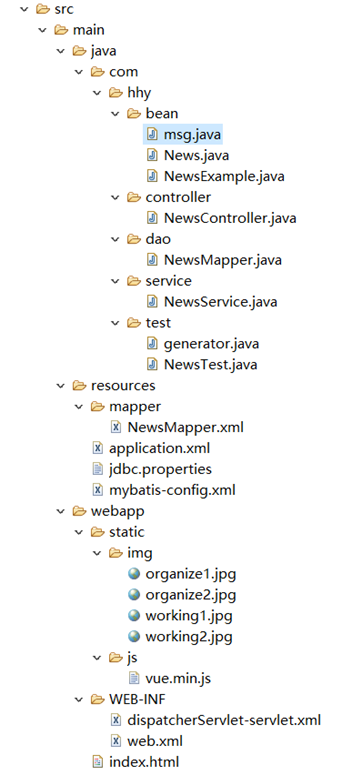 src
main
java
com
hhy
bean
msg.java
News.java
NewsExample.java
controller
NewsController.java
dao
NewsMapper.java
service
NewsService.java
test
generator.java
NewsTest.java
resources
mapper
NewsMapper.xml
application.xml
jdbc.properties
mybatis-config.xml
webapp
static
img
organize1.jpg
organize2.jpg
working1.jpg
working2.jpg
js
vue.min.js
WEB-INF
dispatcherServlet-servlet.xml
web.xml
index.html